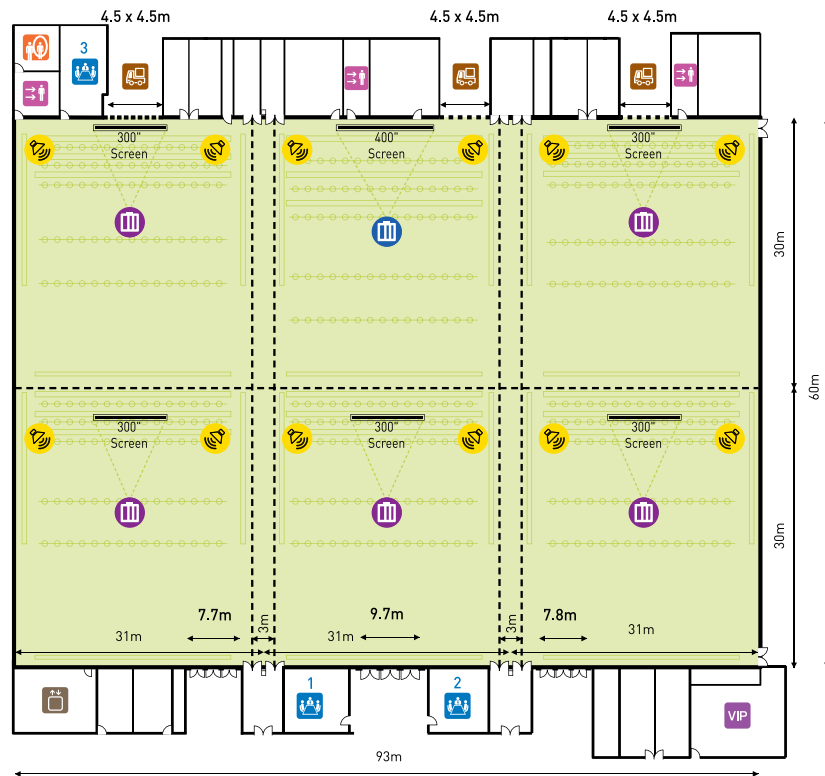 4.5 x 4.5m
4.5 x 4.5m
4.5 x 4.5m
3
300"
Screen
400"
Screen
300"
Screen
30m
60m
300"
Screen
300"
Screen
300"
Screen
30m
7.7m
3m
9.7m
3m
7.8m
31m
31m
31m
1
2
VIP
93m